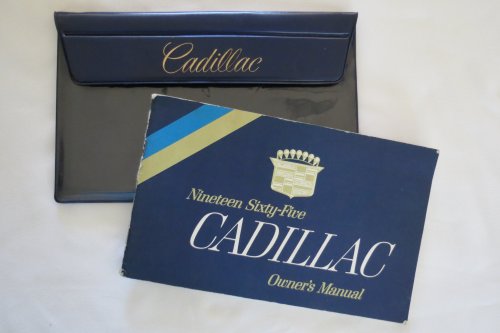 Cadillac
Nineteen Sixty-Five
CADILLAC
Owner's Manual